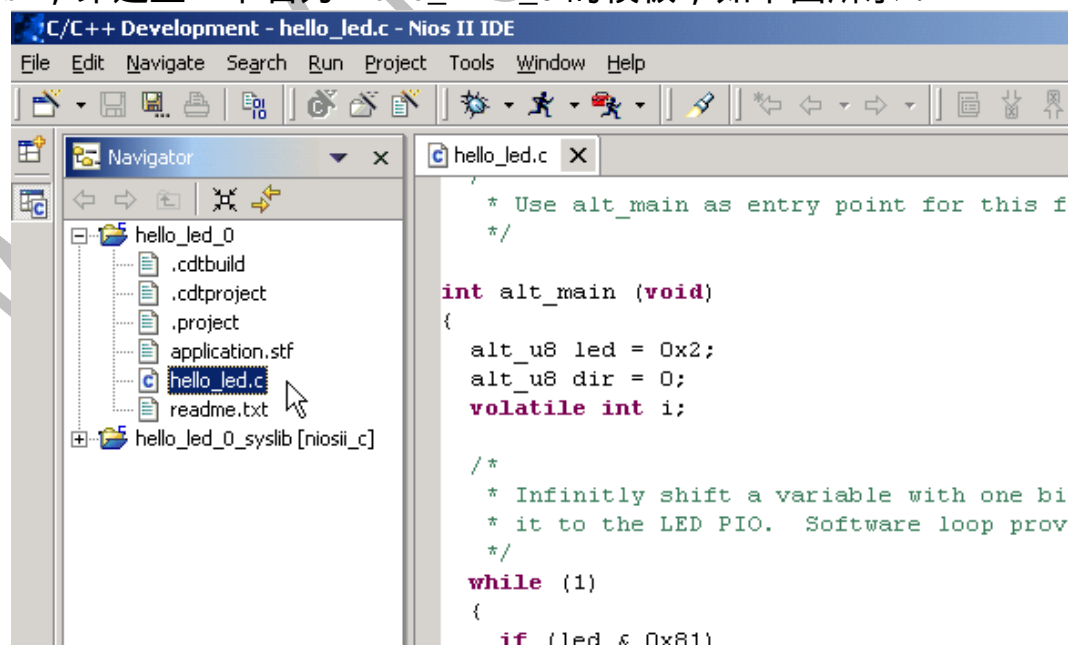 C/C++ Development - hello_led.c - Nios II IDE
File Edit Navigate Search Run Project Tools Window Help
Navigator
hello_led_0
.cdtbuild
.cdtproject
.project
application.stf
hello_led.c
readme.txt
hello_led_0_syslib [niosii_c]
hello_led.c
* Use alt_main as entry point for this f
*/
int alt_main (void)
{
alt_u8 led = 0x2;
alt_u8 dir = 0;
volatile int i;
/*
* Infinitly shift a variable with one bi
* it to the LED PIO. Software loop prov
*/
while (1)
{
if (led & 0x81)